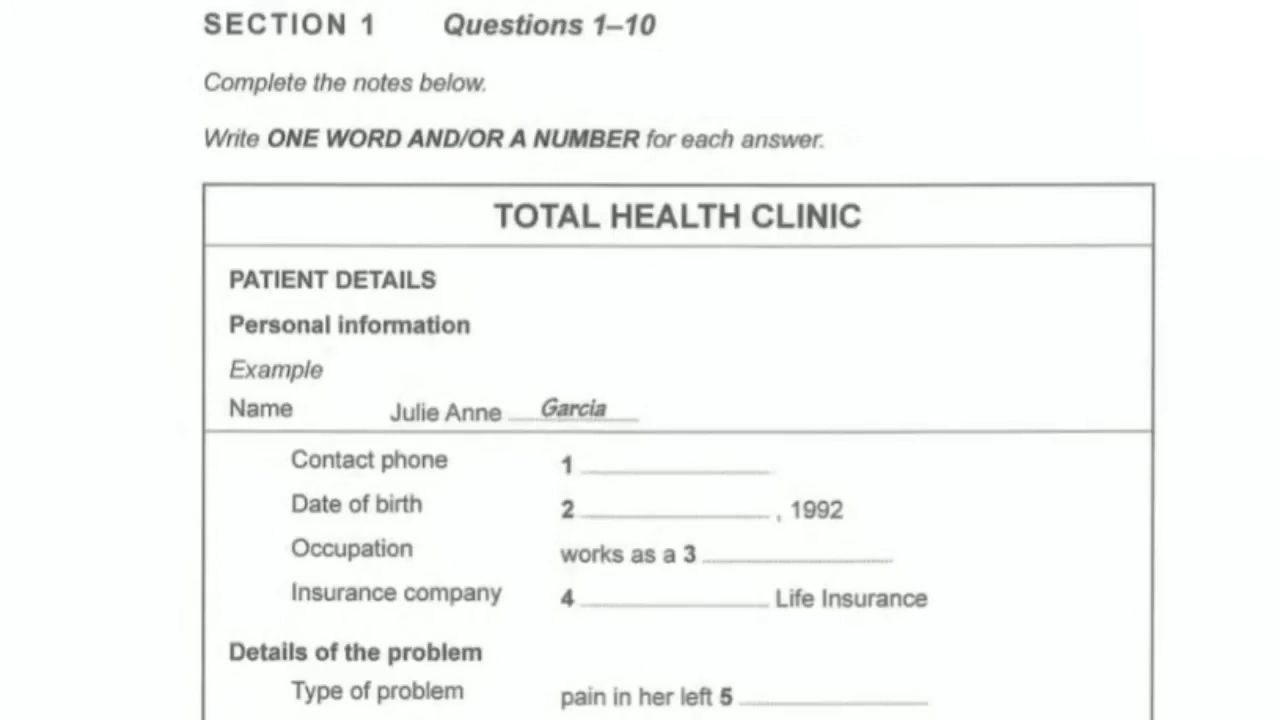 SECTION 1 Questions 1–10
Complete the notes below.
Write ONE WORD AND/OR A NUMBER for each answer.
TOTAL HEALTH CLINIC
PATIENT DETAILS
Personal information
Example
Name Julie Anne Garcia
Contact phone 1
Date of birth 2 , 1992
Occupation works as a 3
Insurance company 4 Life Insurance
Details of the problem
Type of problem pain in her left 5